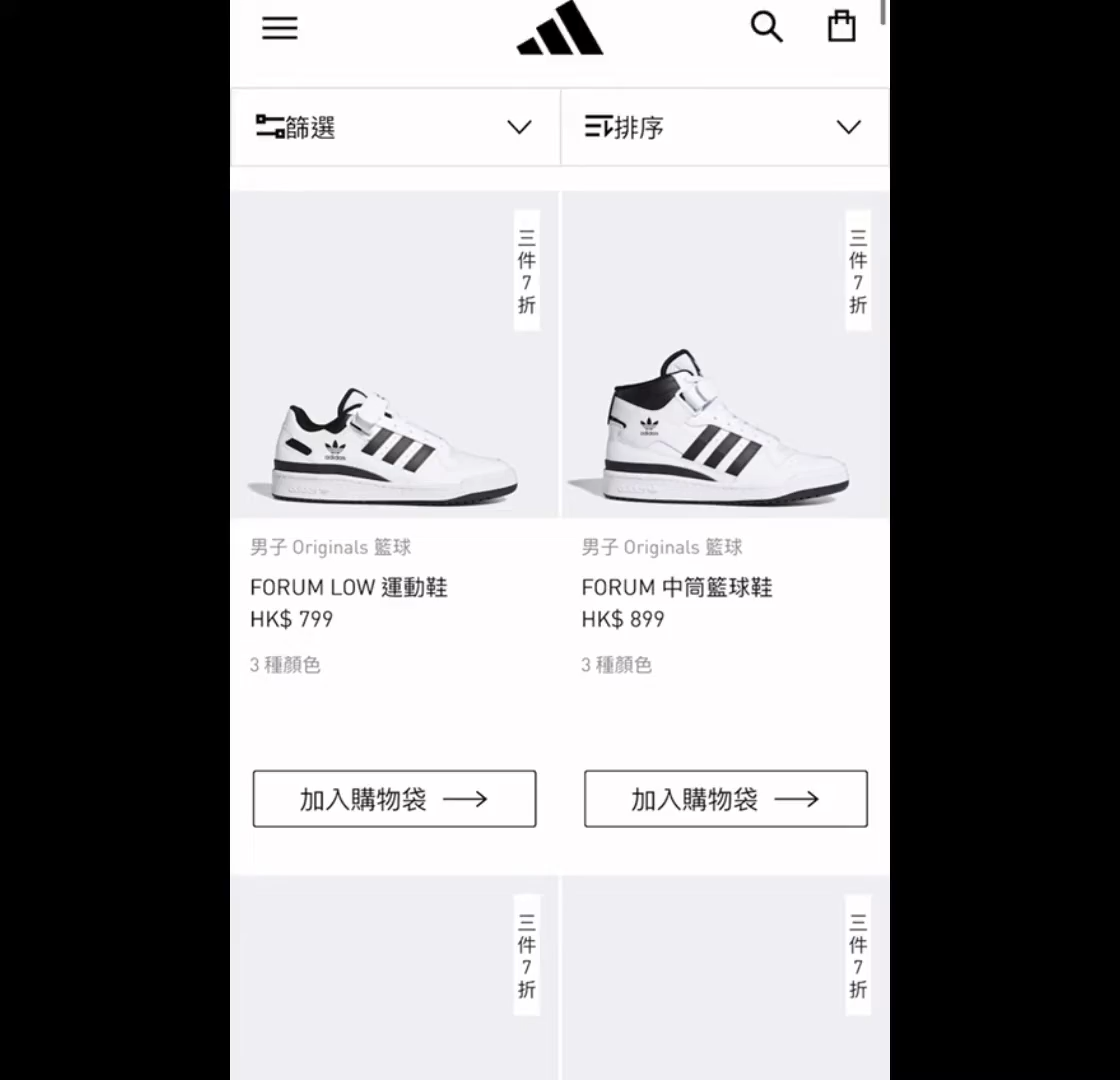 篩選
排序
三件7折
三件7折
adidas
adidas
男子 Originals 籃球
FORUM LOW 運動鞋
HK$ 799
3 種顏色
男子 Originals 籃球
FORUM 中筒籃球鞋
HK$ 899
3 種顏色
加入購物袋
加入購物袋
三件7折
三件7折